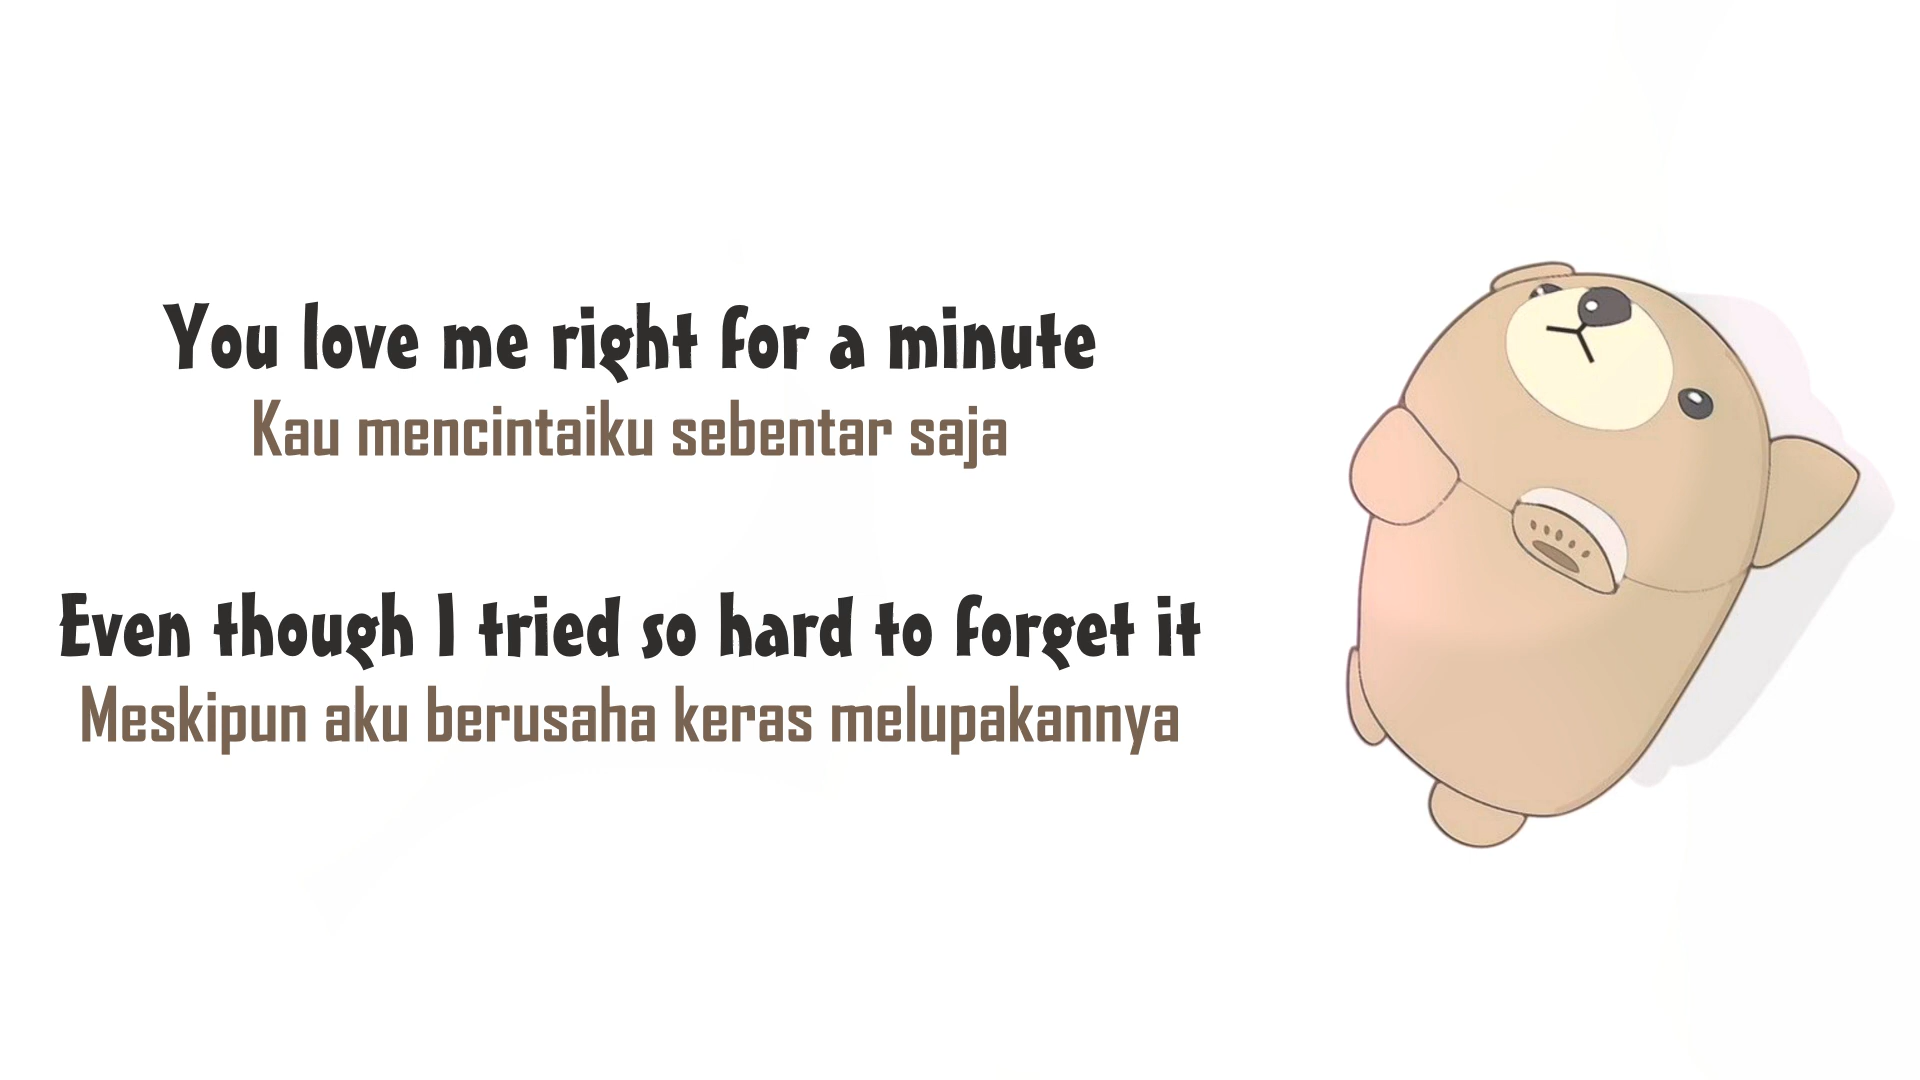 You love me right for a minute
Kau mencintaiku sebentar saja
Even though I tried so hard to forget it
Meskipun aku berusaha keras melupakannya